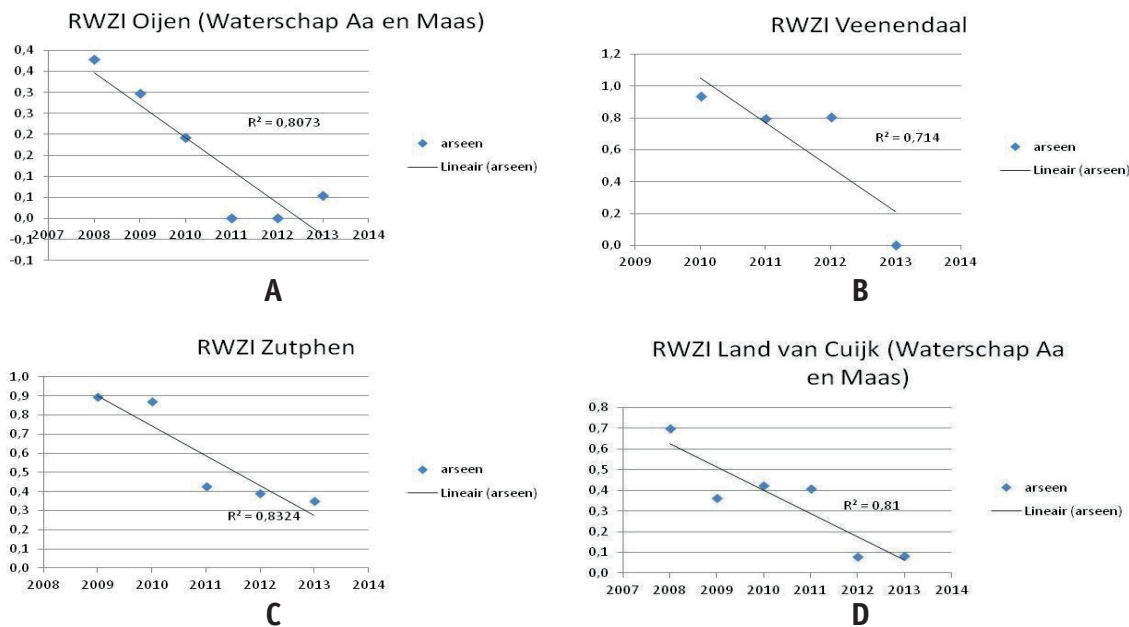 RWZI Oijen (Waterschap Aa en Maas)
0,4
0,4
0,3
0,3
0,2
0,2
0,1
0,1
0,0
-0,1
-0,1
2007 2008 2009 2010 2011 2012 2013 2014
R² = 0,8073
arseen
Lineair (arseen)
A
RWZI Veenendaal
1,2
1,0
0,8
0,6
0,4
0,2
0,0
2009 2010 2011 2012 2013 2014
R² = 0,714
arseen
Lineair (arseen)
B
RWZI Zutphen
1,0
0,9
0,8
0,7
0,6
0,5
0,4
0,3
0,2
0,1
0,0
2008 2009 2010 2011 2012 2013 2014
R² = 0,8324
arseen
Lineair (arseen)
C
RWZI Land van Cuijk (Waterschap Aa
en Maas)
0,8
0,7
0,6
0,5
0,4
0,3
0,2
0,1
0,0
2007 2008 2009 2010 2011 2012 2013 2014
R² = 0,81
arseen
Lineair (arseen)
D